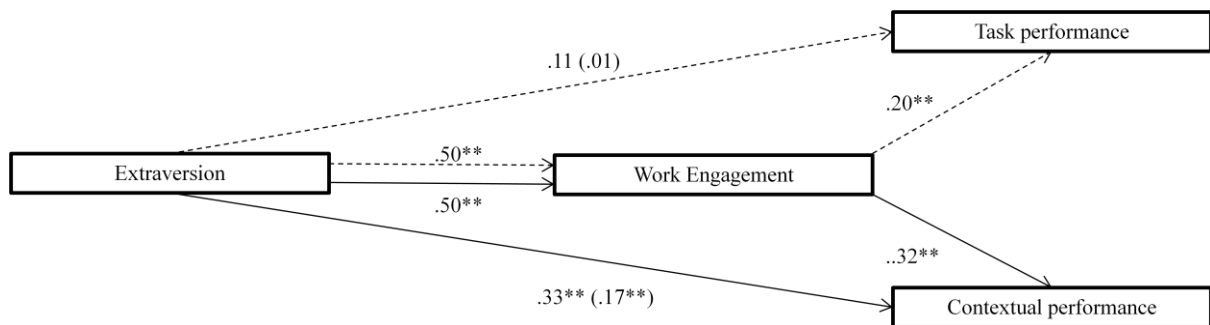 Task performance
.11 (.01)
.20**
.50**
Extraversion
Work Engagement
.50**
..32**
.33** (.17**)
Contextual performance